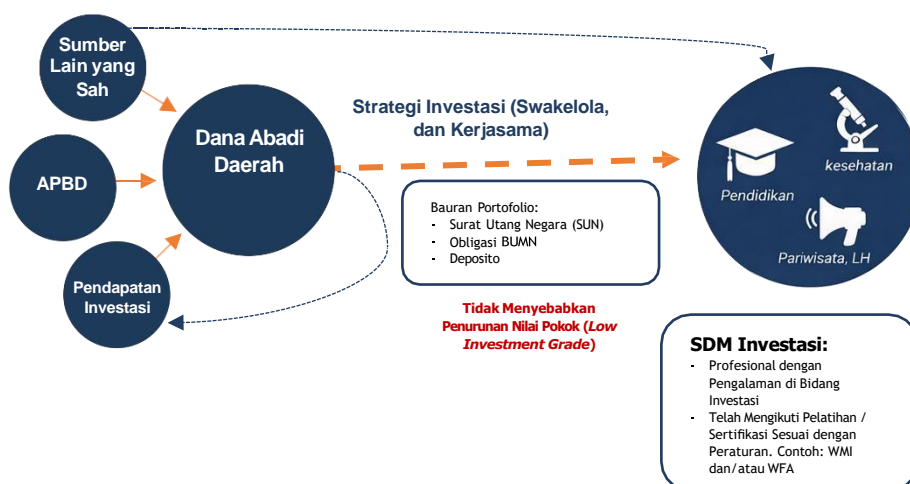 Sumber
Lain yang
Sah
Dana Abadi
Daerah
APBD
Pendapatan
Investasi
Strategi Investasi (Swakelola,
dan Kerjasama)
Bauran Portofolio:
- Surat Utang Negara (SUN)
- Obligasi BUMN
- Deposito
Tidak Menyebabkan
Penurunan Nilai Pokok (Low
Investment Grade)
kesehatan
Pendidikan
Pariwisata, LH
SDM Investasi:
- Profesional dengan
Pengalaman di Bidang
Investasi
- Telah Mengikuti Pelatihan /
Sertifikasi Sesuai dengan
Peraturan. Contoh: WMI
dan/atau WFA